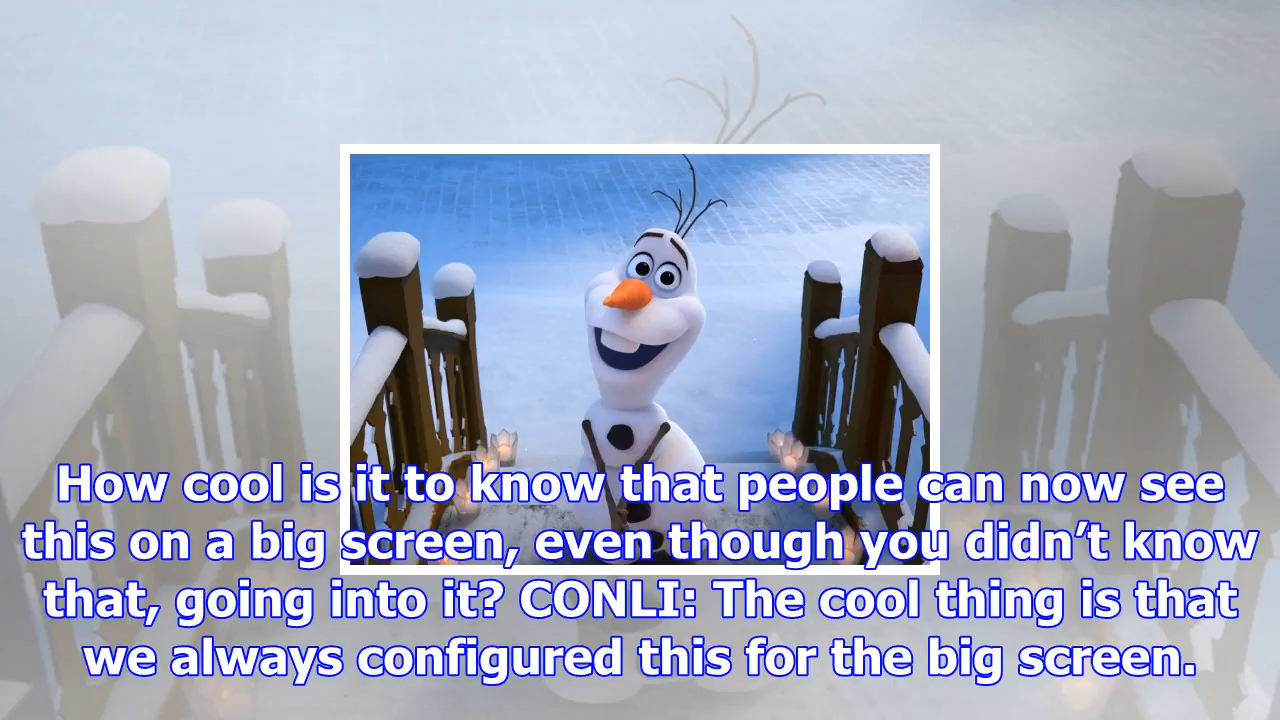 How cool is it to know that people can now see
this on a big screen, even though you didn’t know
that, going into it? CONLI: The cool thing is that
we always configured this for the big screen.